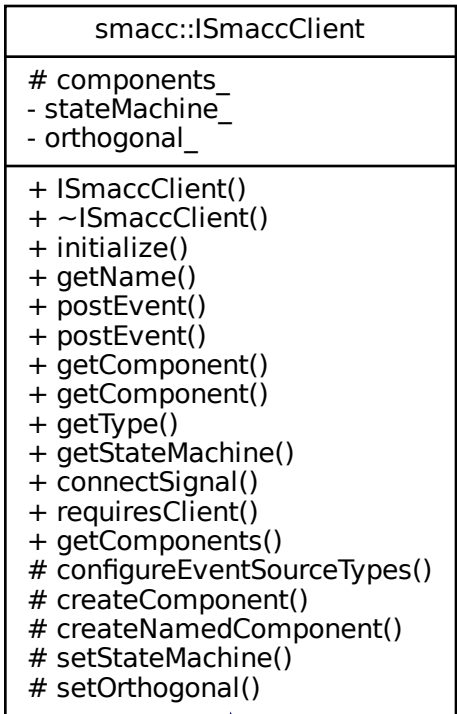 smacc::ISmaccClient
# components_
- stateMachine_
- orthogonal_
+ ISmaccClient()
+ ~ISmaccClient()
+ initialize()
+ getName()
+ postEvent()
+ postEvent()
+ getComponent()
+ getComponent()
+ getType()
+ getStateMachine()
+ connectSignal()
+ requiresClient()
+ getComponents()
# configureEventSourceTypes()
# createComponent()
# createNamedComponent()
# setStateMachine()
# setOrthogonal()